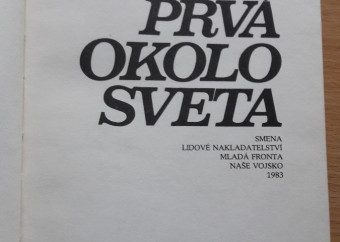 PRVÁ
OKOLO
SVETA
SMENA
LIDOVÉ NAKLADATELSTVÍ
MLADÁ FRONTA
NAŠE VOJSKO
1983